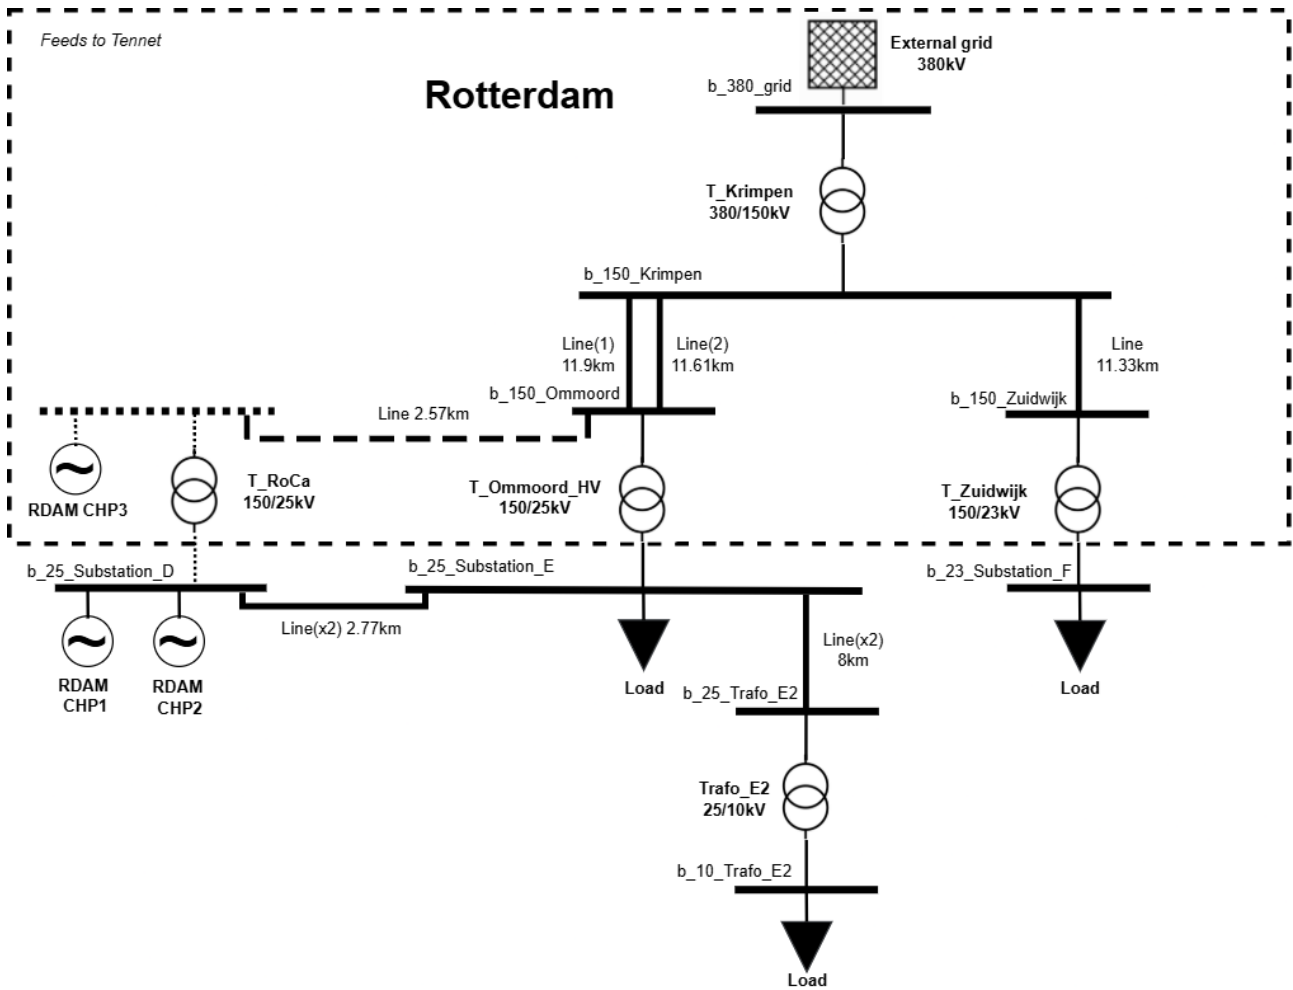 Feeds to Tennet
Rotterdam
External grid
380kV
b_380_grid
T_Krimpen
380/150kV
b_150_Krimpen
Line(1)
11.9km
Line(2)
11.61km
Line
11.33km
b_150_Ommoord
b_150_Zuidwijk
Line 2.57km
RDAM CHP3
T_RoCa
150/25kV
T_Ommoord_HV
150/25kV
T_Zuidwijk
150/23kV
b_25_Substation_D
b_25_Substation_E
b_23_Substation_F
Line(x2) 2.77km
RDAM
CHP1
RDAM
CHP2
Load
Line(x2)
8km
Load
b_25_Trafo_E2
Trafo_E2
25/10kV
b_10_Trafo_E2
Load